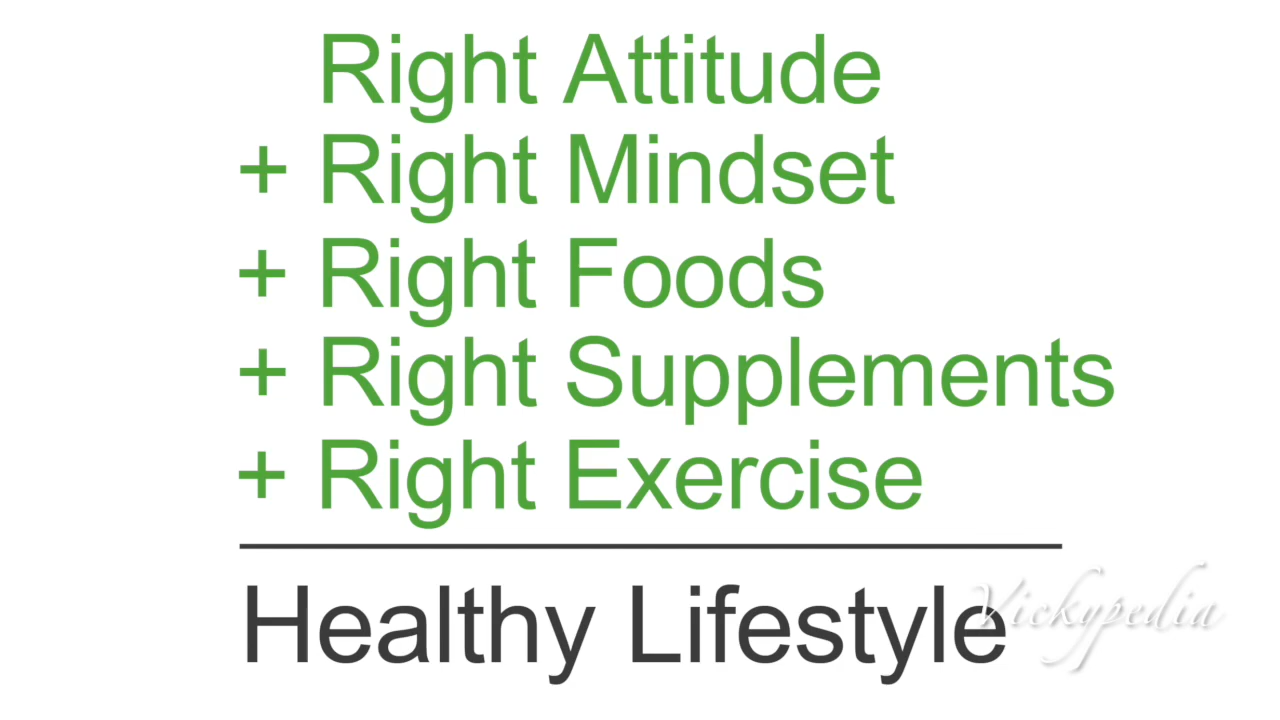 Right Attitude
+ Right Mindset
+ Right Foods
+ Right Supplements
+ Right Exercise
Healthy Lifestyle
Vickypedia